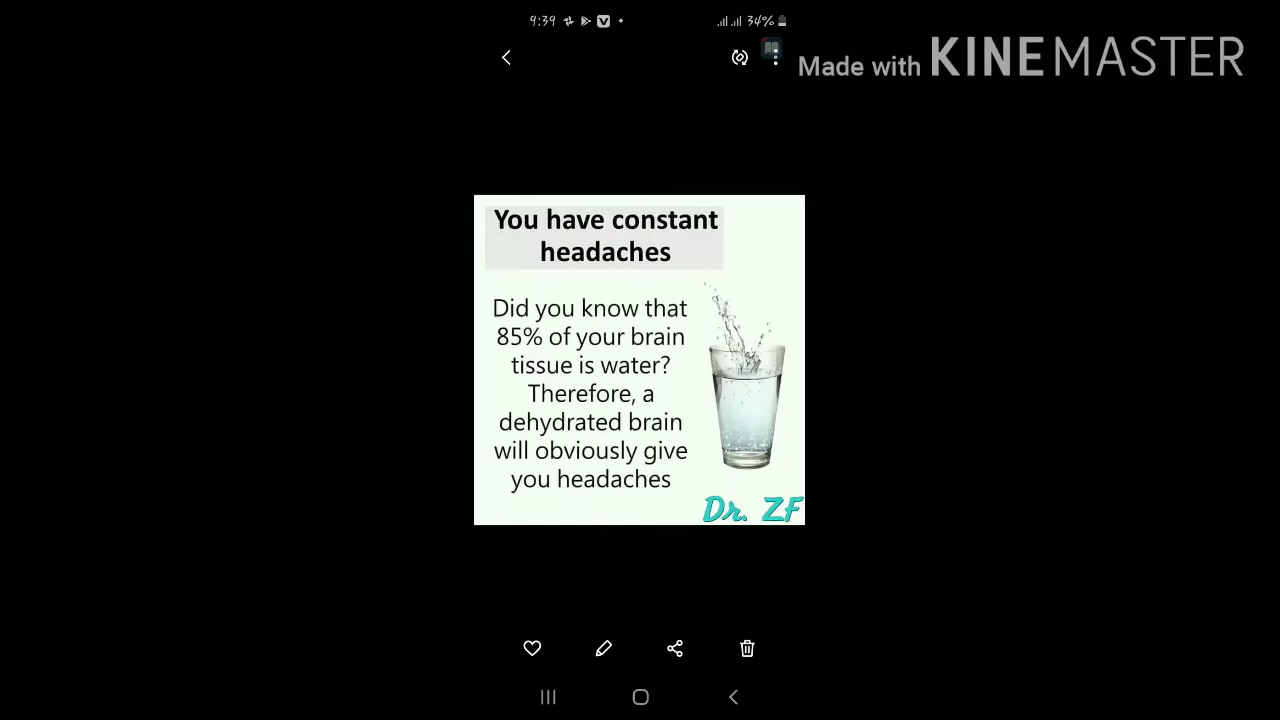 9:39
34%
Made with KINEMASTER
You have constant
headaches
Did you know that
85% of your brain
tissue is water?
Therefore, a
dehydrated brain
will obviously give
you headaches
Dr. ZF